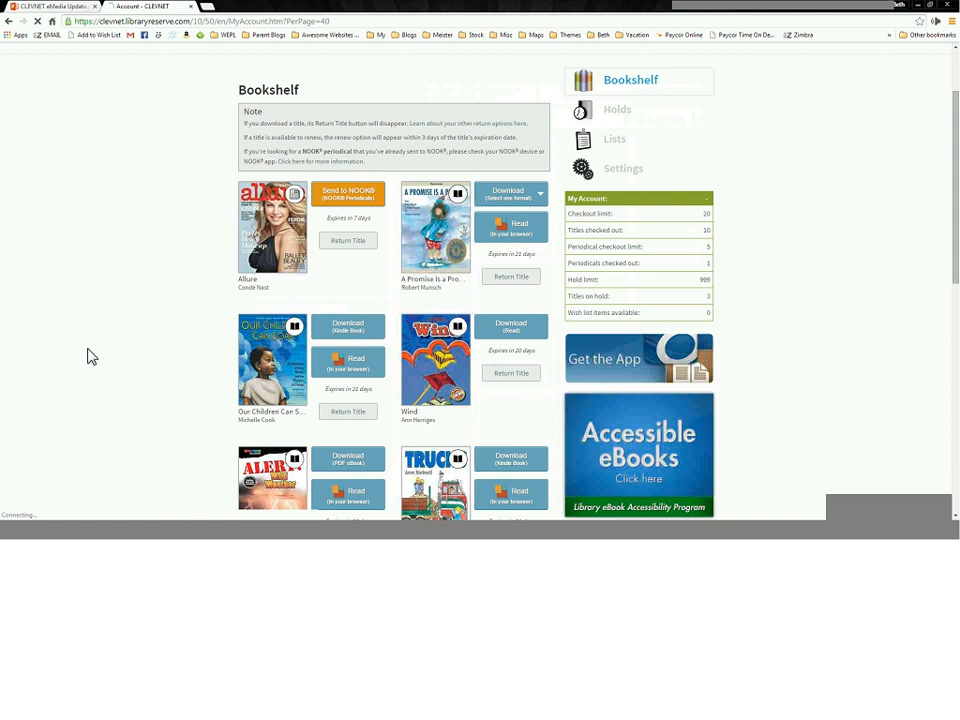 CLEVNET eMedia Updat
Account - CLEVNET
Beth
https://clevnet.libraryreserve.com/10/50/en/MyAccount.htm?PerPage=40
Apps
EMAIL
Add to Wish List
WEPL
Parent Blogs
Awesome Websites...
My
Blogs
Meister
Stock
Misc
Maps
Themes
Beth
Vacation
Paycor Online
Paycor Time On De...
Zimbra
Other bookmarks
Bookshelf
Note
If you download a title, its Return Title button will disappear. Learn about your other return options here.
If a title is available to renew, the renew option will appear within 3 days of the title's expiration date.
If you're looking for a NOOK® periodical that you've already sent to NOOK®, please check your NOOK® device or
NOOK® app. Click here for more information.
allure
Send to NOOK®
(NOOK® Periodicals)
Expires in 7 days
Return Title
Allure
Condé Nast
A PROMISE IS A P
Download
(Select one format)
Read
(in your browser)
Expires in 21 days
Return Title
A Promise Is a Pro...
Robert Munsch
OUR CHIL
CAN SOAR
Download
(Kindle Book)
Read
(in your browser)
Expires in 21 days
Return Title
Our Children Can S...
Michelle Cook
Wind
Download
(Read)
Expires in 20 days
Return Title
Wind
Ann Herriges
ALERT
Download
(PDF eBook)
Read
(in your browser)
TRUCK
Download
(Kindle Book)
Read
(in your browser)
Bookshelf
Holds
Lists
Settings
My Account: -
Checkout limit: 20
Titles checked out: 10
Periodical checkout limit: 5
Periodicals checked out: 1
Hold limit: 999
Titles on hold: 3
Wish list items available: 0
Get the App
Accessible
eBooks
Click here
Library eBook Accessibility Program
Connecting...